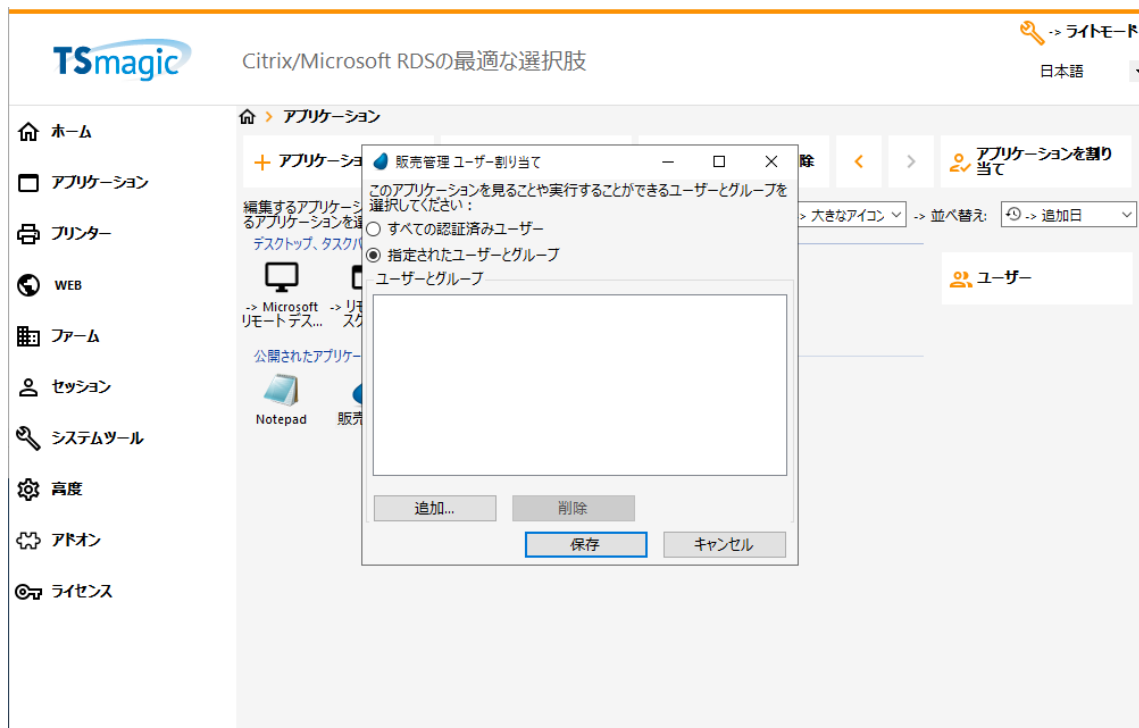 -> ライトモード
TSmagic
Citrix/Microsoft RDSの最適な選択肢
日本語
ホーム
アプリケーション
プリンター
WEB
ファーム
セッション
システムツール
高度
アドオン
ライセンス
アプリケーション
+ アプリケーショ
除
アプリケーションを割り
当て
編集するアプリケーシ
るアプリケーションを選
> 大きなアイコン
-> 並べ替え:
-> 追加日
デスクトップ、タスクバ
-> Microsoft
リモート デス...
-> リモ
スク
ユーザー
公開されたアプリケー
Notepad
販売
販売管理 ユーザー割り当て
このアプリケーションを見ることや実行することができるユーザーとグループを
選択してください:
すべての認証済みユーザー
指定されたユーザーとグループ
ユーザーとグループ
追加...
削除
保存
キャンセル